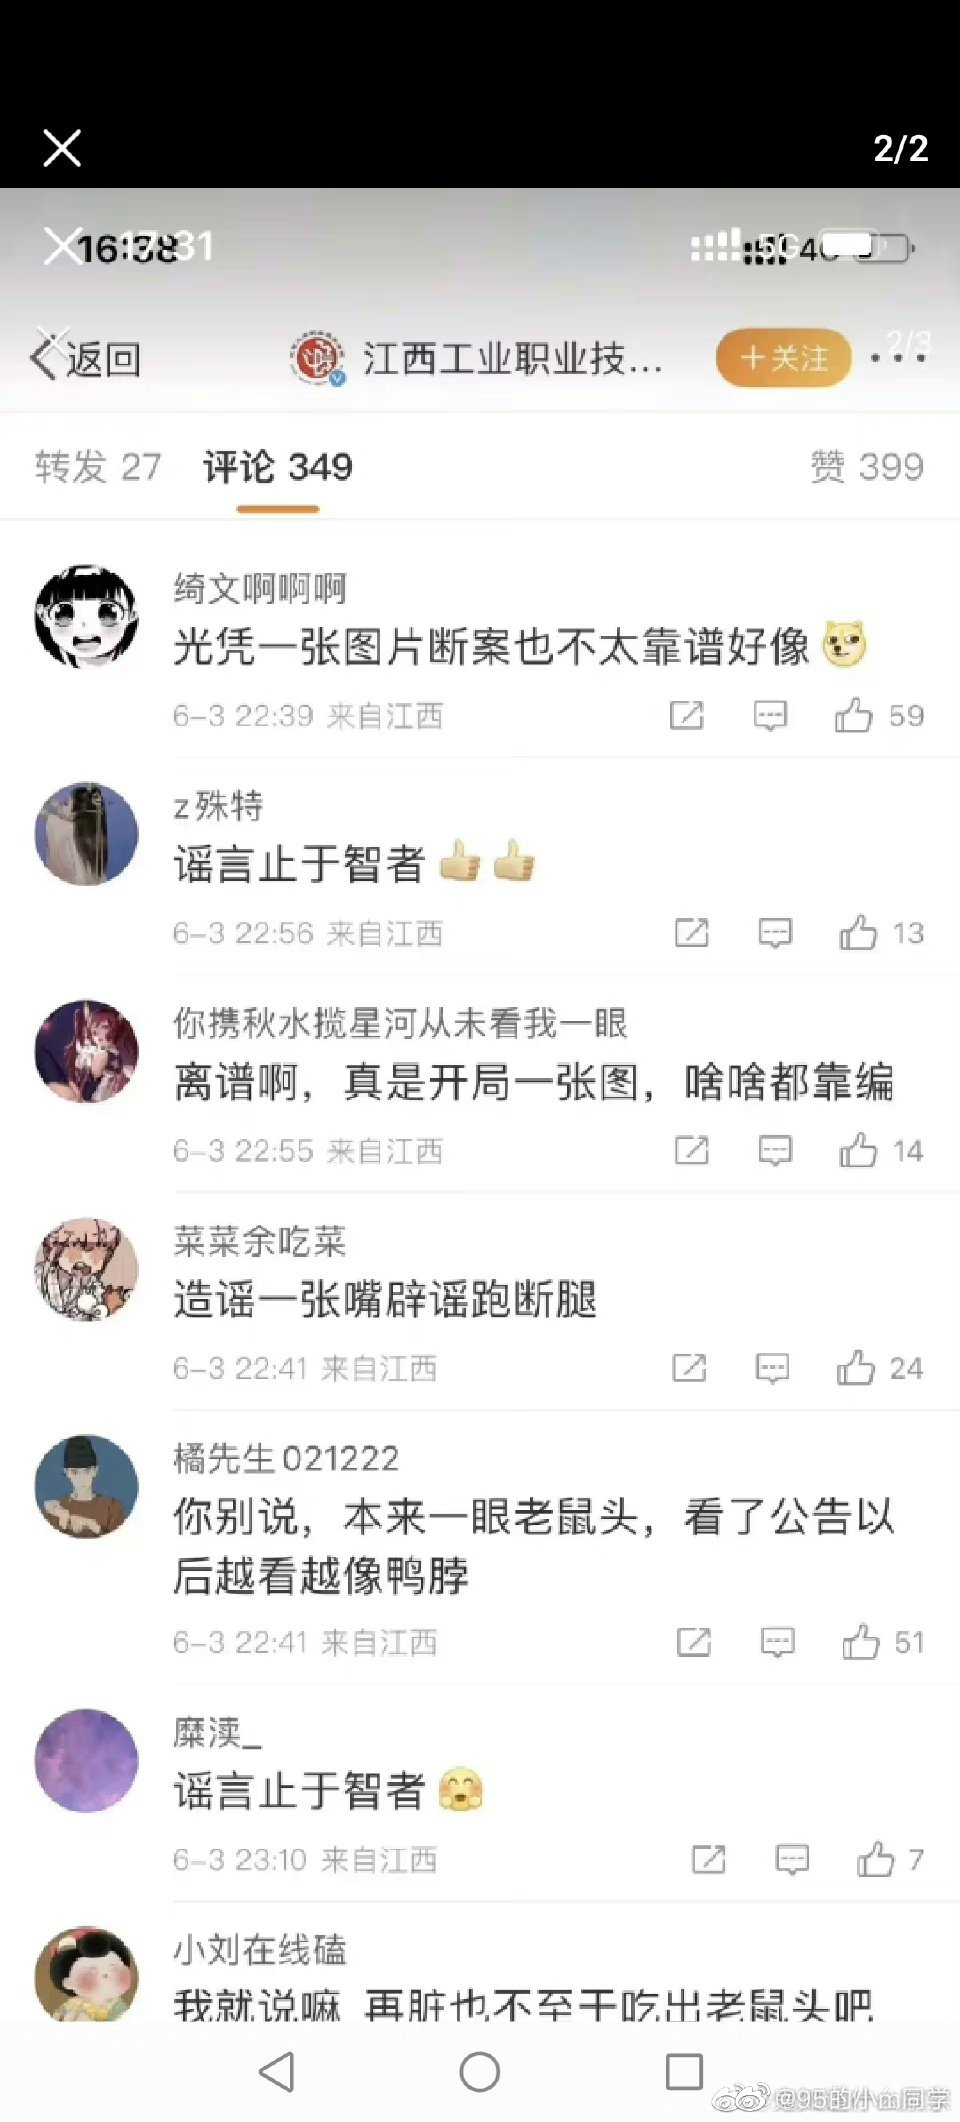 2/2
16:38
17:31
5G
4G
返回
江西工业职业技...
+关注
2/3
转发 27
评论 349
赞 399
绮文啊啊啊
光凭一张图片断案也不太靠谱好像
6-3 22:39 来自江西
59
z殊特
谣言止于智者
6-3 22:56 来自江西
13
你携秋水揽星河从未看我一眼
离谱啊，真是开局一张图，啥啥都靠编
6-3 22:55 来自江西
14
菜菜余吃菜
造谣一张嘴辟谣跑断腿
6-3 22:41 来自江西
24
橘先生021222
你别说，本来一眼老鼠头，看了公告以
后越看越像鸭脖
6-3 22:41 来自江西
51
糜渎_
谣言止于智者
6-3 23:10 来自江西
7
小刘在线磕
我就说嘛 再脏也不至于吃出老鼠头吧
@95的小鱼同学